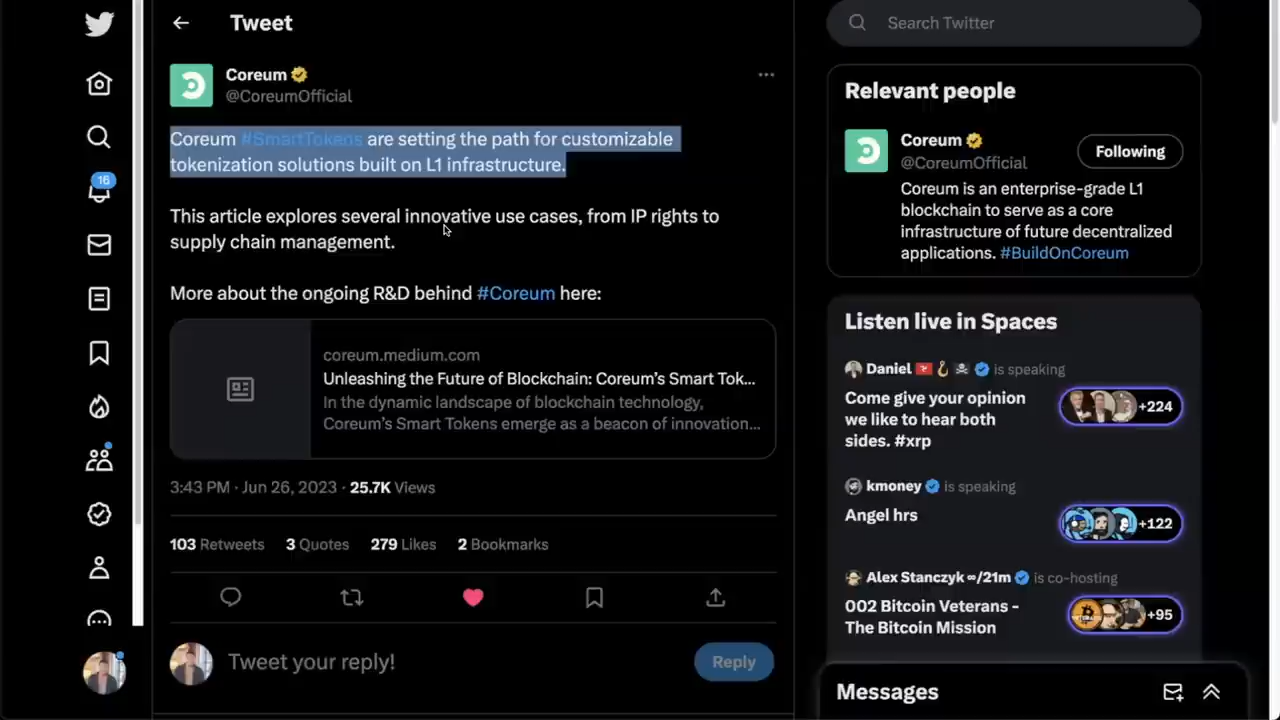 Tweet
Search Twitter
Coreum
@CoreumOfficial
Coreum #SmartTokens are setting the path for customizable
tokenization solutions built on L1 infrastructure.
This article explores several innovative use cases, from IP rights to
supply chain management.
More about the ongoing R&D behind #Coreum here:
coreum.medium.com
Unleashing the Future of Blockchain: Coreum’s Smart Tok...
In the dynamic landscape of blockchain technology,
Coreum’s Smart Tokens emerge as a beacon of innovation...
3:43 PM · Jun 26, 2023 · 25.7K Views
103 Retweets 3 Quotes 279 Likes 2 Bookmarks
Tweet your reply!
Reply
16
Relevant people
Coreum
@CoreumOfficial
Following
Coreum is an enterprise-grade L1
blockchain to serve as a core
infrastructure of future decentralized
applications. #BuildOnCoreum
Listen live in Spaces
Daniel is speaking
Come give your opinion
we like to hear both
sides. #xrp
+224
kmoney is speaking
Angel hrs
+122
Alex Stanczyk ∞/21m is co-hosting
002 Bitcoin Veterans -
The Bitcoin Mission
+95
Messages